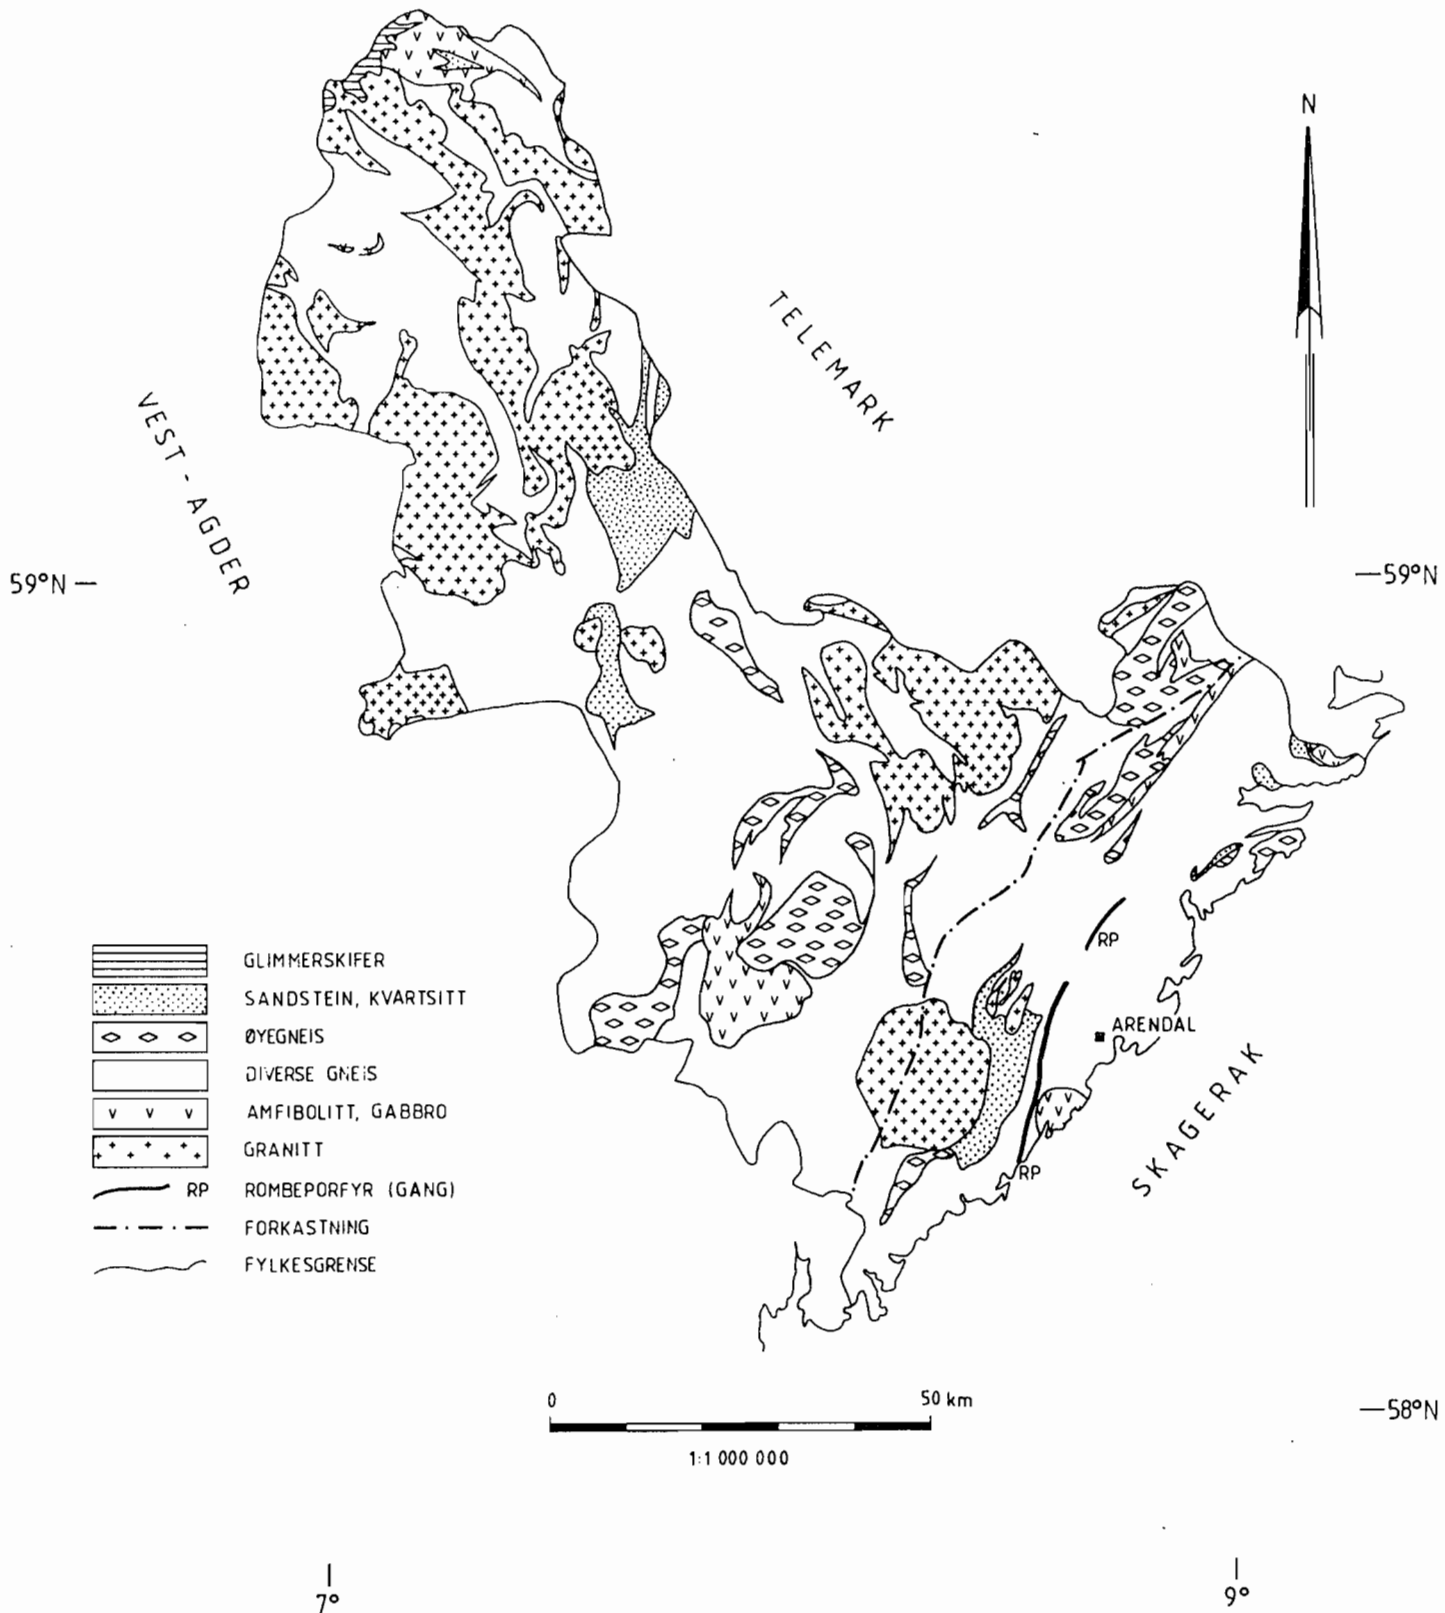 N
TELEMARK
VEST-AGDER
59°N
59°N
RP
ARENDAL
SKAGERAK
RP
GLIMMERSKIFER
SANDSTEIN, KVARTSITT
ØYEGNEIS
DIVERSE GNEIS
AMFIBOLITT, GABBRO
GRANITT
RP ROMBEPORFYR (GANG)
FORKASTNING
FYLKESGRENSE
0 50 km
1:1 000 000
58°N
7°
9°